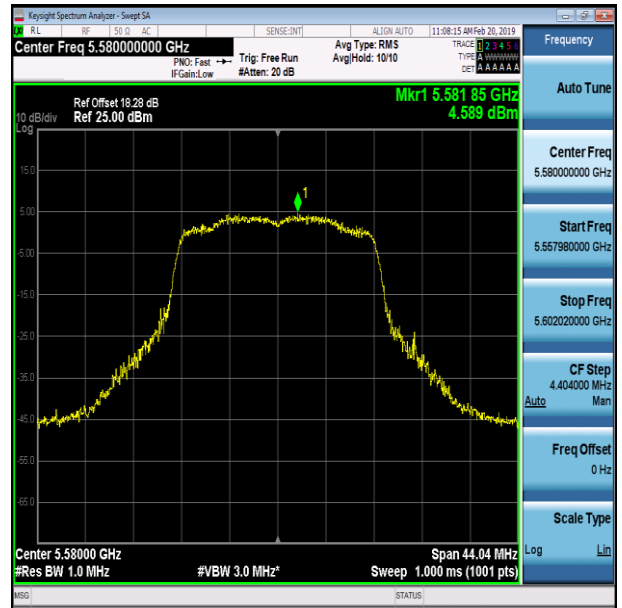 Keysight Spectrum Analyzer - Swept SA
RL RF 50 Ω AC SENSE:INT ALIGN AUTO 11:08:15 AM Feb 20, 2019
Center Freq 5.580000000 GHz
PNO: Fast
IFGain:Low
Trig: Free Run
#Atten: 20 dB
Avg Type: RMS
Avg|Hold: 10/10
TRACE 1 2 3 4 5 6
TYPE A WWWWW
DET A A A A A A
Ref Offset 18.28 dB
10 dB/div Ref 25.00 dBm
Log
Mkr1 5.581 85 GHz
4.589 dBm
1
15.0
5.00
-5.00
-15.0
-25.0
-35.0
-45.0
-55.0
-65.0
Center 5.58000 GHz Span 44.04 MHz
#Res BW 1.0 MHz #VBW 3.0 MHz* Sweep 1.000 ms (1001 pts)
MSG STATUS
Frequency
Auto Tune
Center Freq
5.580000000 GHz
Start Freq
5.557980000 GHz
Stop Freq
5.602020000 GHz
CF Step
4.404000 MHz
Auto Man
Freq Offset
0 Hz
Scale Type
Log Lin